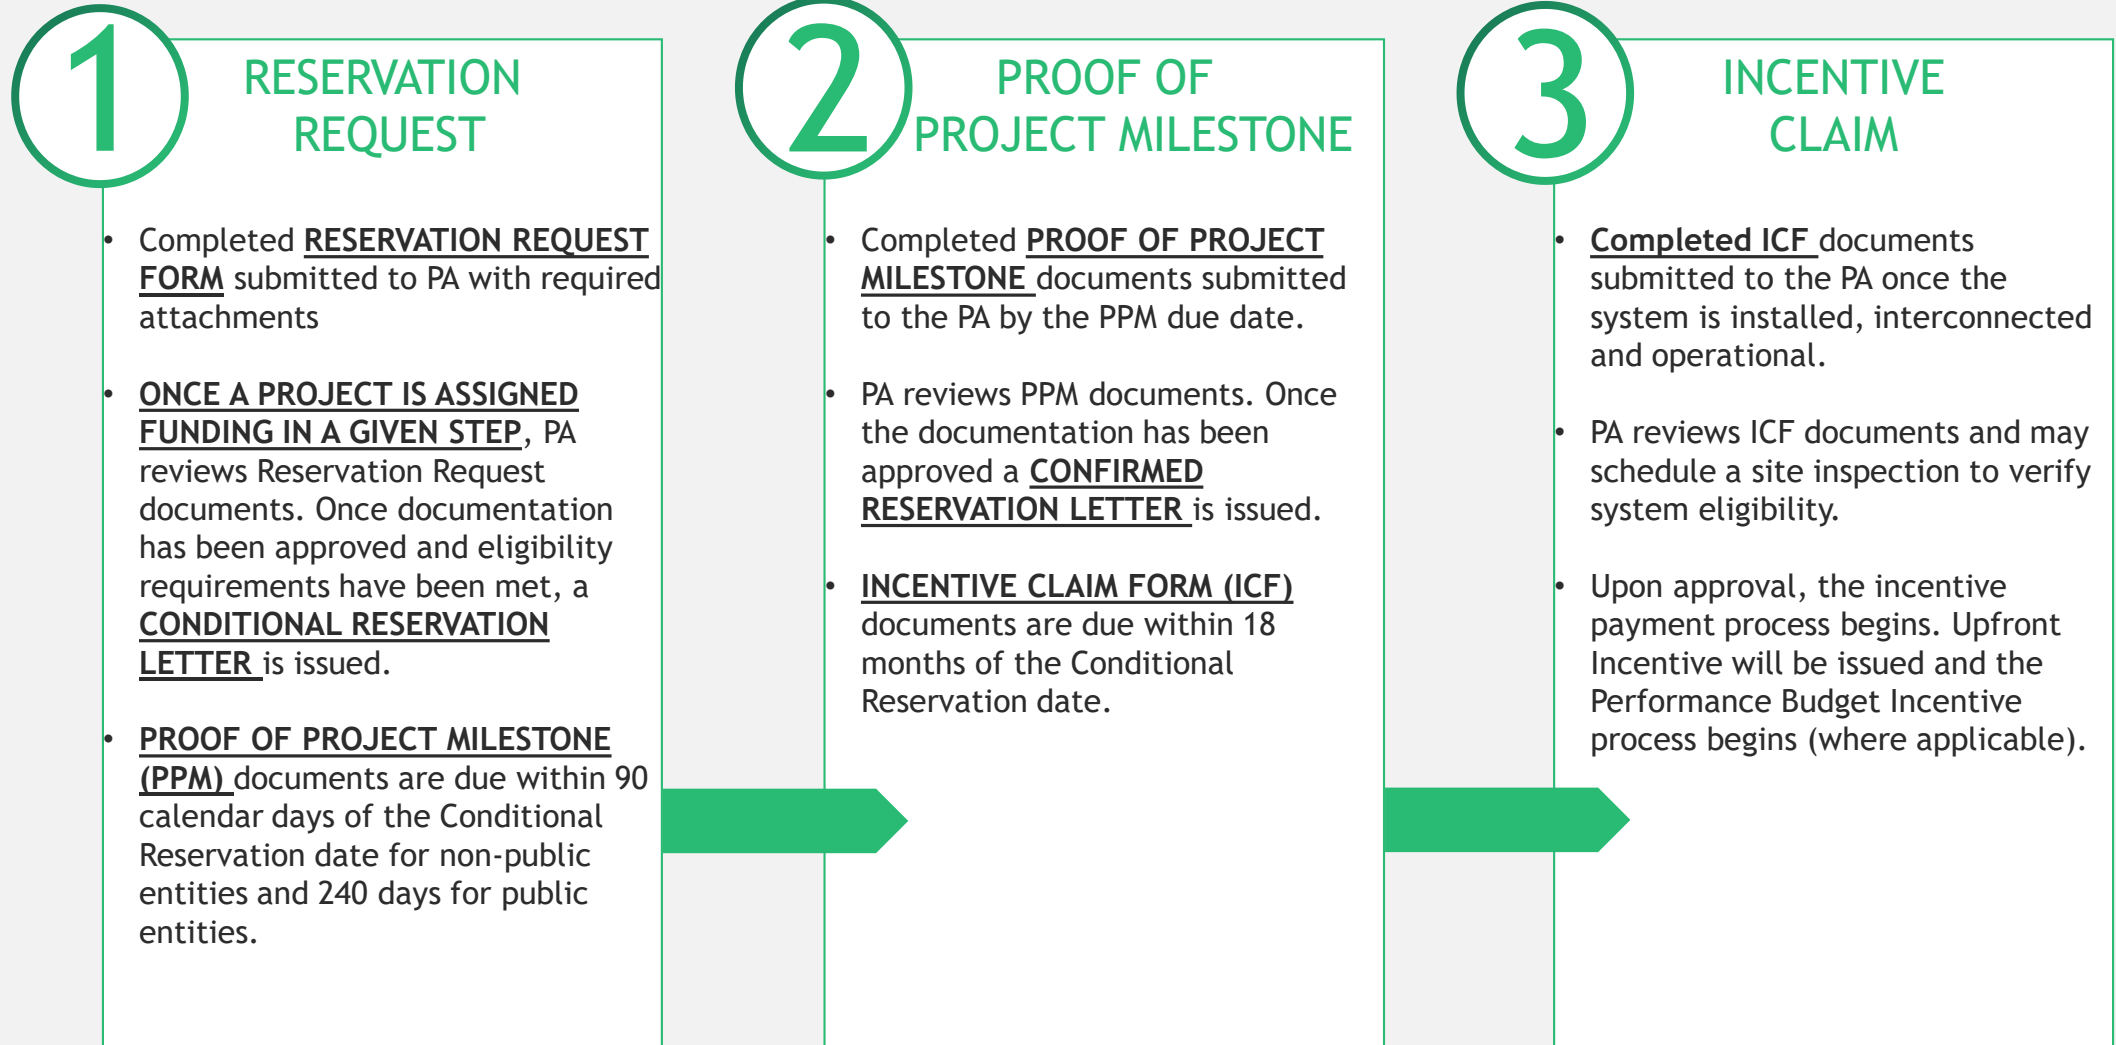 1
RESERVATION
REQUEST
• Completed RESERVATION REQUEST
FORM submitted to PA with required
attachments
• ONCE A PROJECT IS ASSIGNED
FUNDING IN A GIVEN STEP, PA
reviews Reservation Request
documents. Once documentation
has been approved and eligibility
requirements have been met, a
CONDITIONAL RESERVATION
LETTER is issued.
• PROOF OF PROJECT MILESTONE
(PPM) documents are due within 90
calendar days of the Conditional
Reservation date for non-public
entities and 240 days for public
entities.
2
PROOF OF
PROJECT MILESTONE
• Completed PROOF OF PROJECT
MILESTONE documents submitted
to the PA by the PPM due date.
• PA reviews PPM documents. Once
the documentation has been
approved a CONFIRMED
RESERVATION LETTER is issued.
• INCENTIVE CLAIM FORM (ICF)
documents are due within 18
months of the Conditional
Reservation date.
3
INCENTIVE
CLAIM
• Completed ICF documents
submitted to the PA once the
system is installed, interconnected
and operational.
• PA reviews ICF documents and may
schedule a site inspection to verify
system eligibility.
• Upon approval, the incentive
payment process begins. Upfront
Incentive will be issued and the
Performance Budget Incentive
process begins (where applicable).